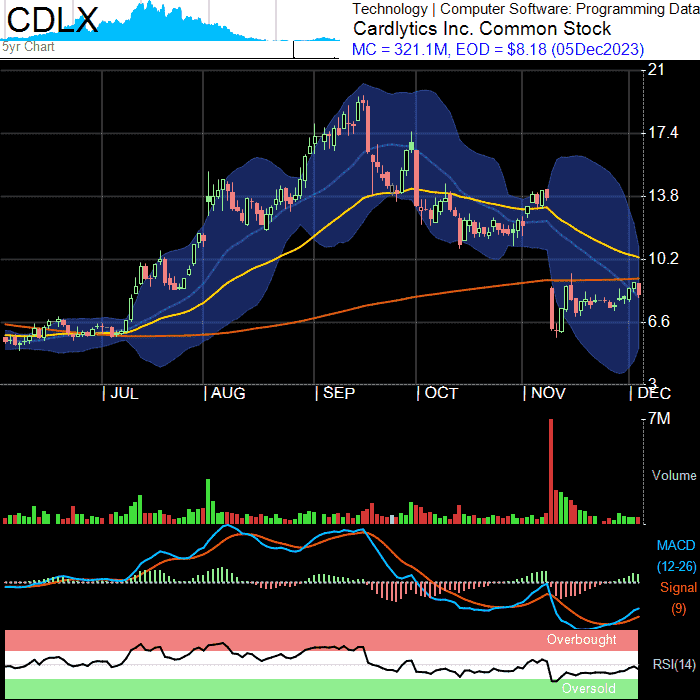 CDLX
5yr Chart
Technology | Computer Software: Programming Data
Cardlytics Inc. Common Stock
MC = 321.1M, EOD = $8.18 (05Dec2023)
21
17.4
13.8
10.2
6.6
3
JUL
AUG
SEP
OCT
NOV
DEC
7M
Volume
MACD
(12-26)
Signal
(9)
Overbought
RSI(14)
Oversold